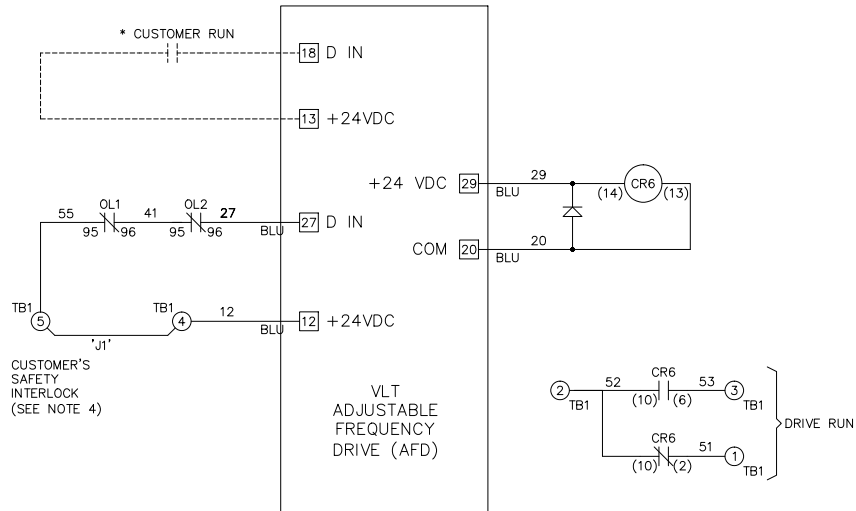 * CUSTOMER RUN
18 D IN
13 +24VDC
+24 VDC 29 29
BLU
(14) CR6 (13)
OL1 OL2
55 41 27
95 96 95 96 BLU 27 D IN
COM 20 20
BLU
TB1 TB1 12
5 4 BLU 12 +24VDC
'J1'
CUSTOMER'S
SAFETY
INTERLOCK
(SEE NOTE 4)
VLT
ADJUSTABLE
FREQUENCY
DRIVE (AFD)
CR6
2 52 53 3
TB1 (10) (6) TB1
DRIVE RUN
CR6
51 1
(10) (2) TB1